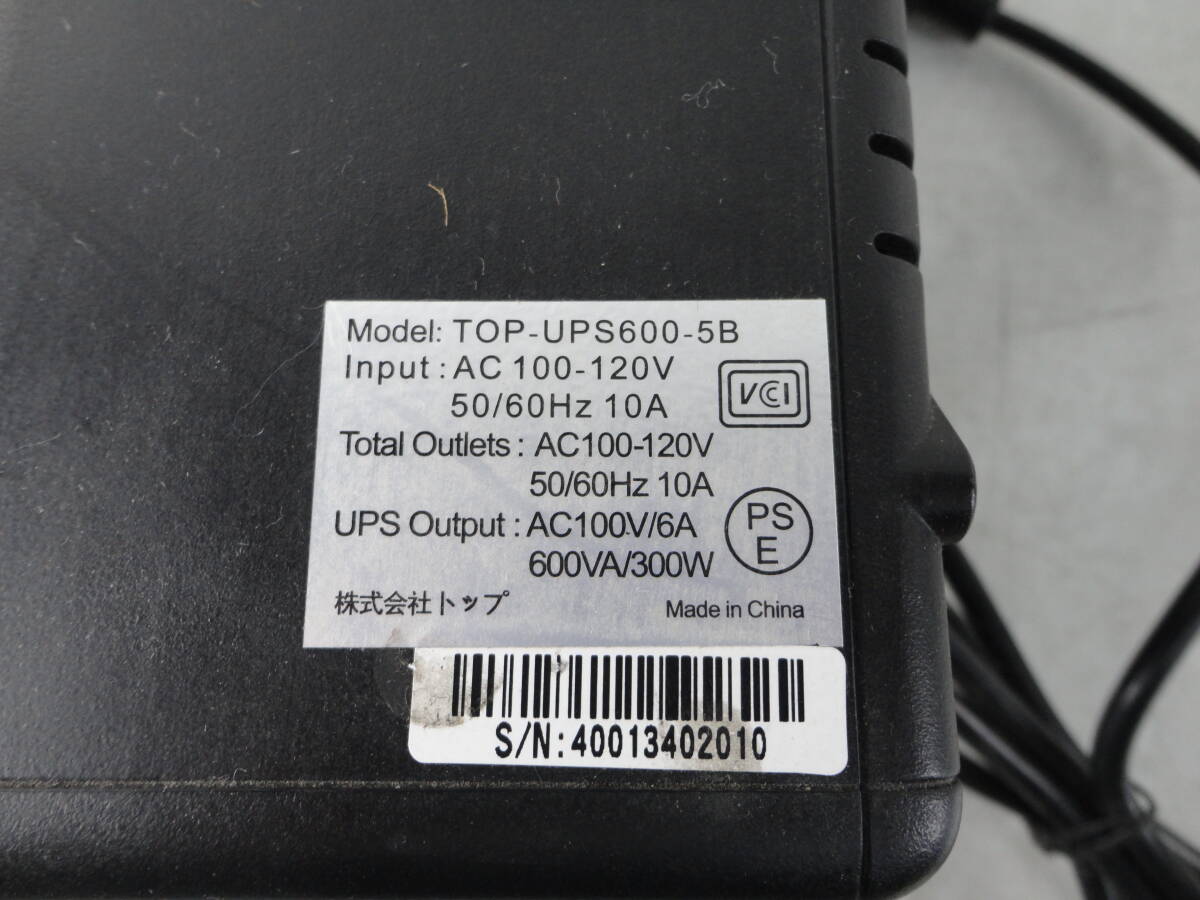 Model: TOP-UPS600-5B
Input : AC 100-120V
50/60Hz 10A
VCCI
Total Outlets : AC100-120V
50/60Hz 10A
UPS Output : AC100V/6A
600VA/300W
PS
E
株式会社トップ
Made in China
S/N:40013402010